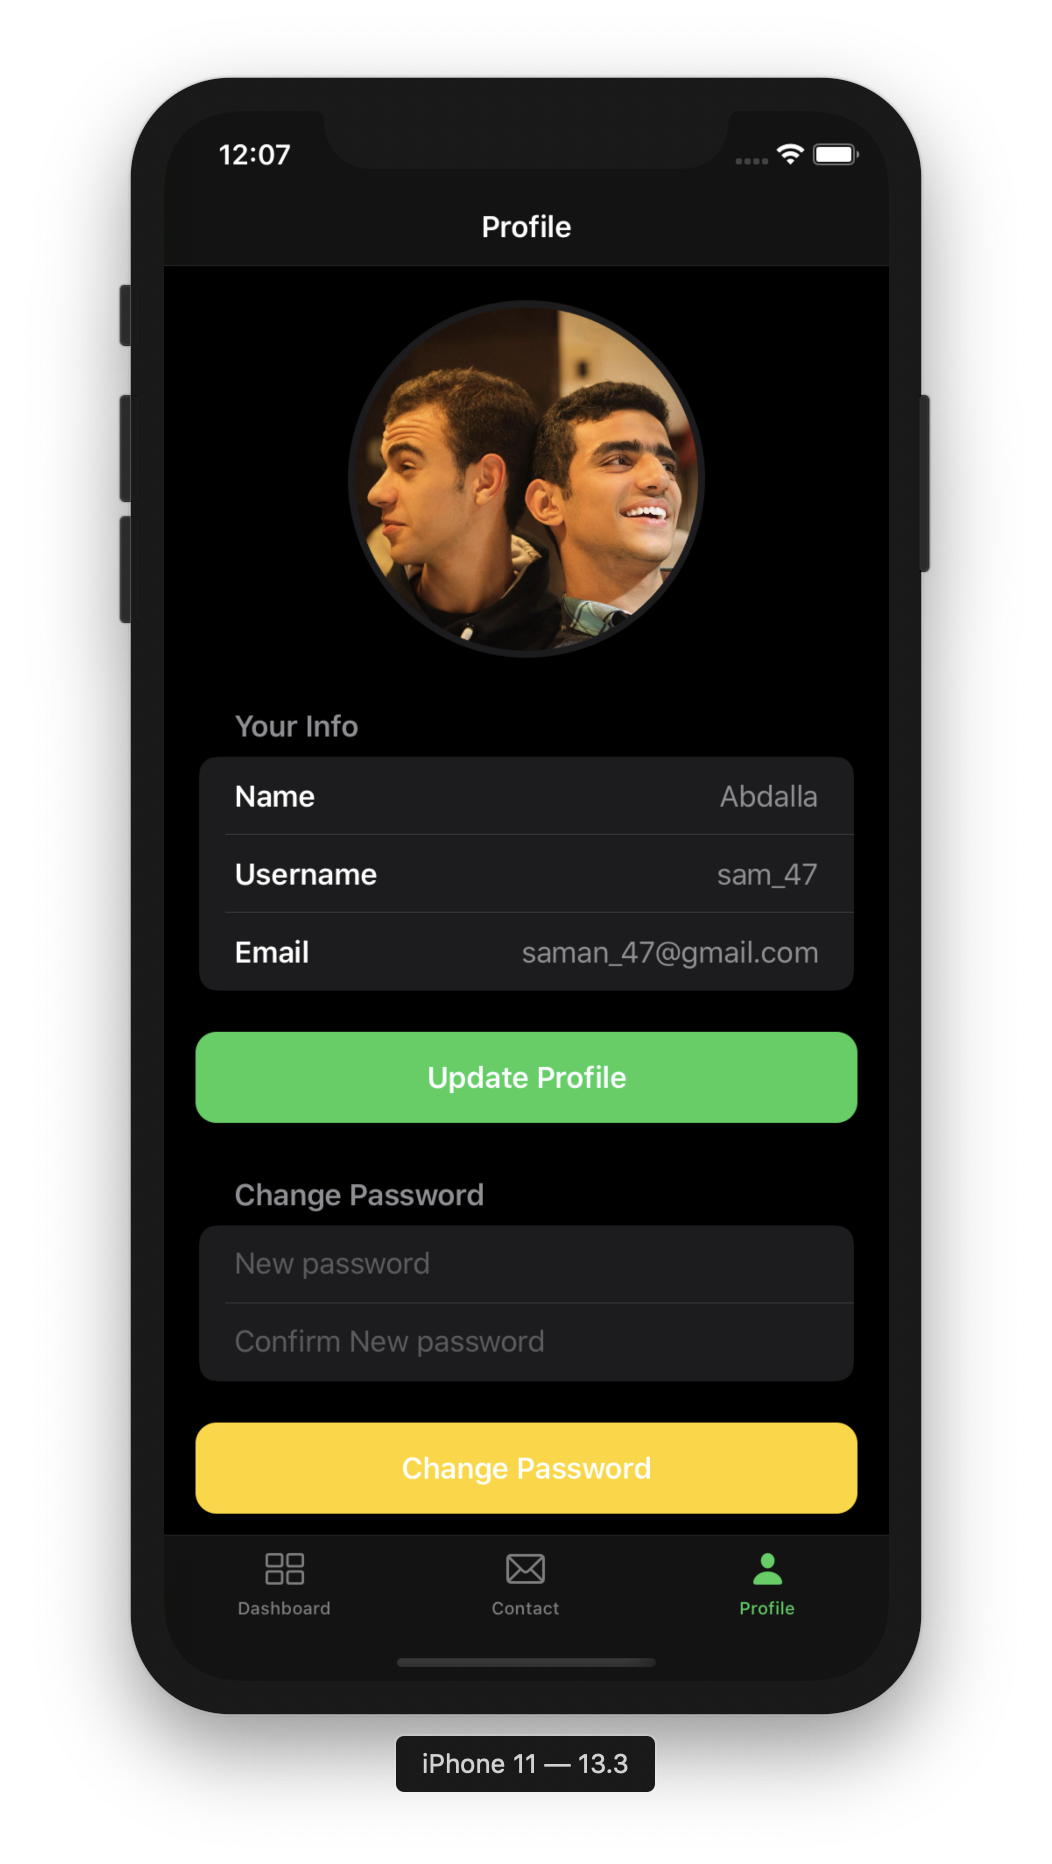 12:07
Profile
Your Info
Name Abdalla
Username sam_47
Email saman_47@gmail.com
Update Profile
Change Password
New password
Confirm New password
Change Password
Dashboard Contact Profile
iPhone 11 — 13.3